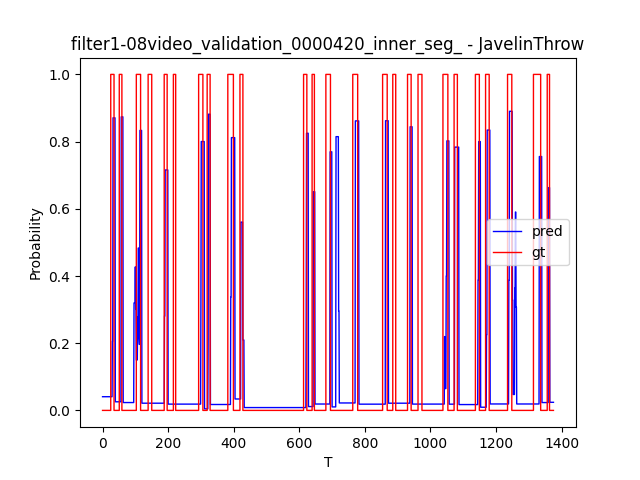 filter1-08video_validation_0000420_inner_seg_ - JavelinThrow
1.0
0.8
0.6
0.4
0.2
0.0
Probability
pred
gt
0 200 400 600 800 1000 1200 1400
T